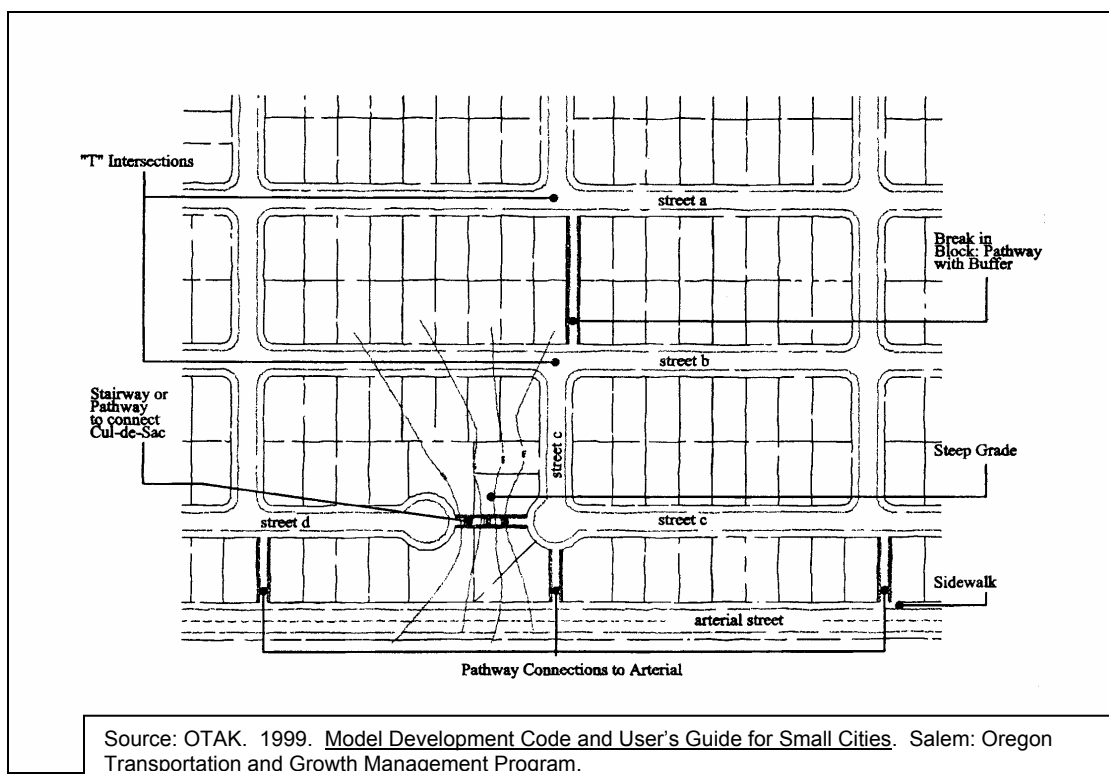 "T" Intersections
street a
Break in
Block: Pathway
with Buffer
street b
Stairway or
Pathway
to connect
Cul-de-Sac
street c
Steep Grade
street d
street c
Sidewalk
arterial street
Pathway Connections to Arterial
Source: OTAK. 1999. Model Development Code and User's Guide for Small Cities. Salem: Oregon
Transportation and Growth Management Program.